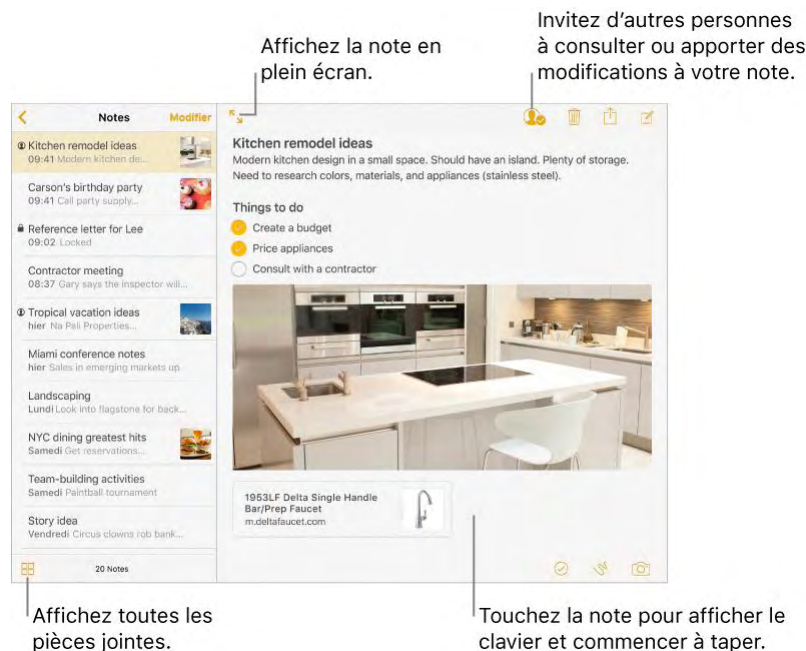 Invitez d’autres personnes
à consulter ou apporter des
modifications à votre note.
Affichez la note en
plein écran.
Notes
Modifier
Kitchen remodel ideas
09:41 Modern kitchen de...
Carson's birthday party
09:41 Call party supply...
Reference letter for Lee
09:02 Locked
Contractor meeting
08:37 Gary says the inspector will...
Tropical vacation ideas
hier Na Pali Properties...
Miami conference notes
hier Sales in emerging markets up
Landscaping
Lundi Look into flagstone for back...
NYC dining greatest hits
Samedi Get reservations...
Team-building activities
Samedi Paintball tournament
Story idea
Vendredi Circus clowns rob bank...
20 Notes
Kitchen remodel ideas
Modern kitchen design in a small space. Should have an island. Plenty of storage.
Need to research colors, materials, and appliances (stainless steel).
Things to do
Create a budget
Price appliances
Consult with a contractor
1953LF Delta Single Handle
Bar/Prep Faucet
m.deltafaucet.com
Affichez toutes les
pièces jointes.
Touchez la note pour afficher le
clavier et commencer à taper.